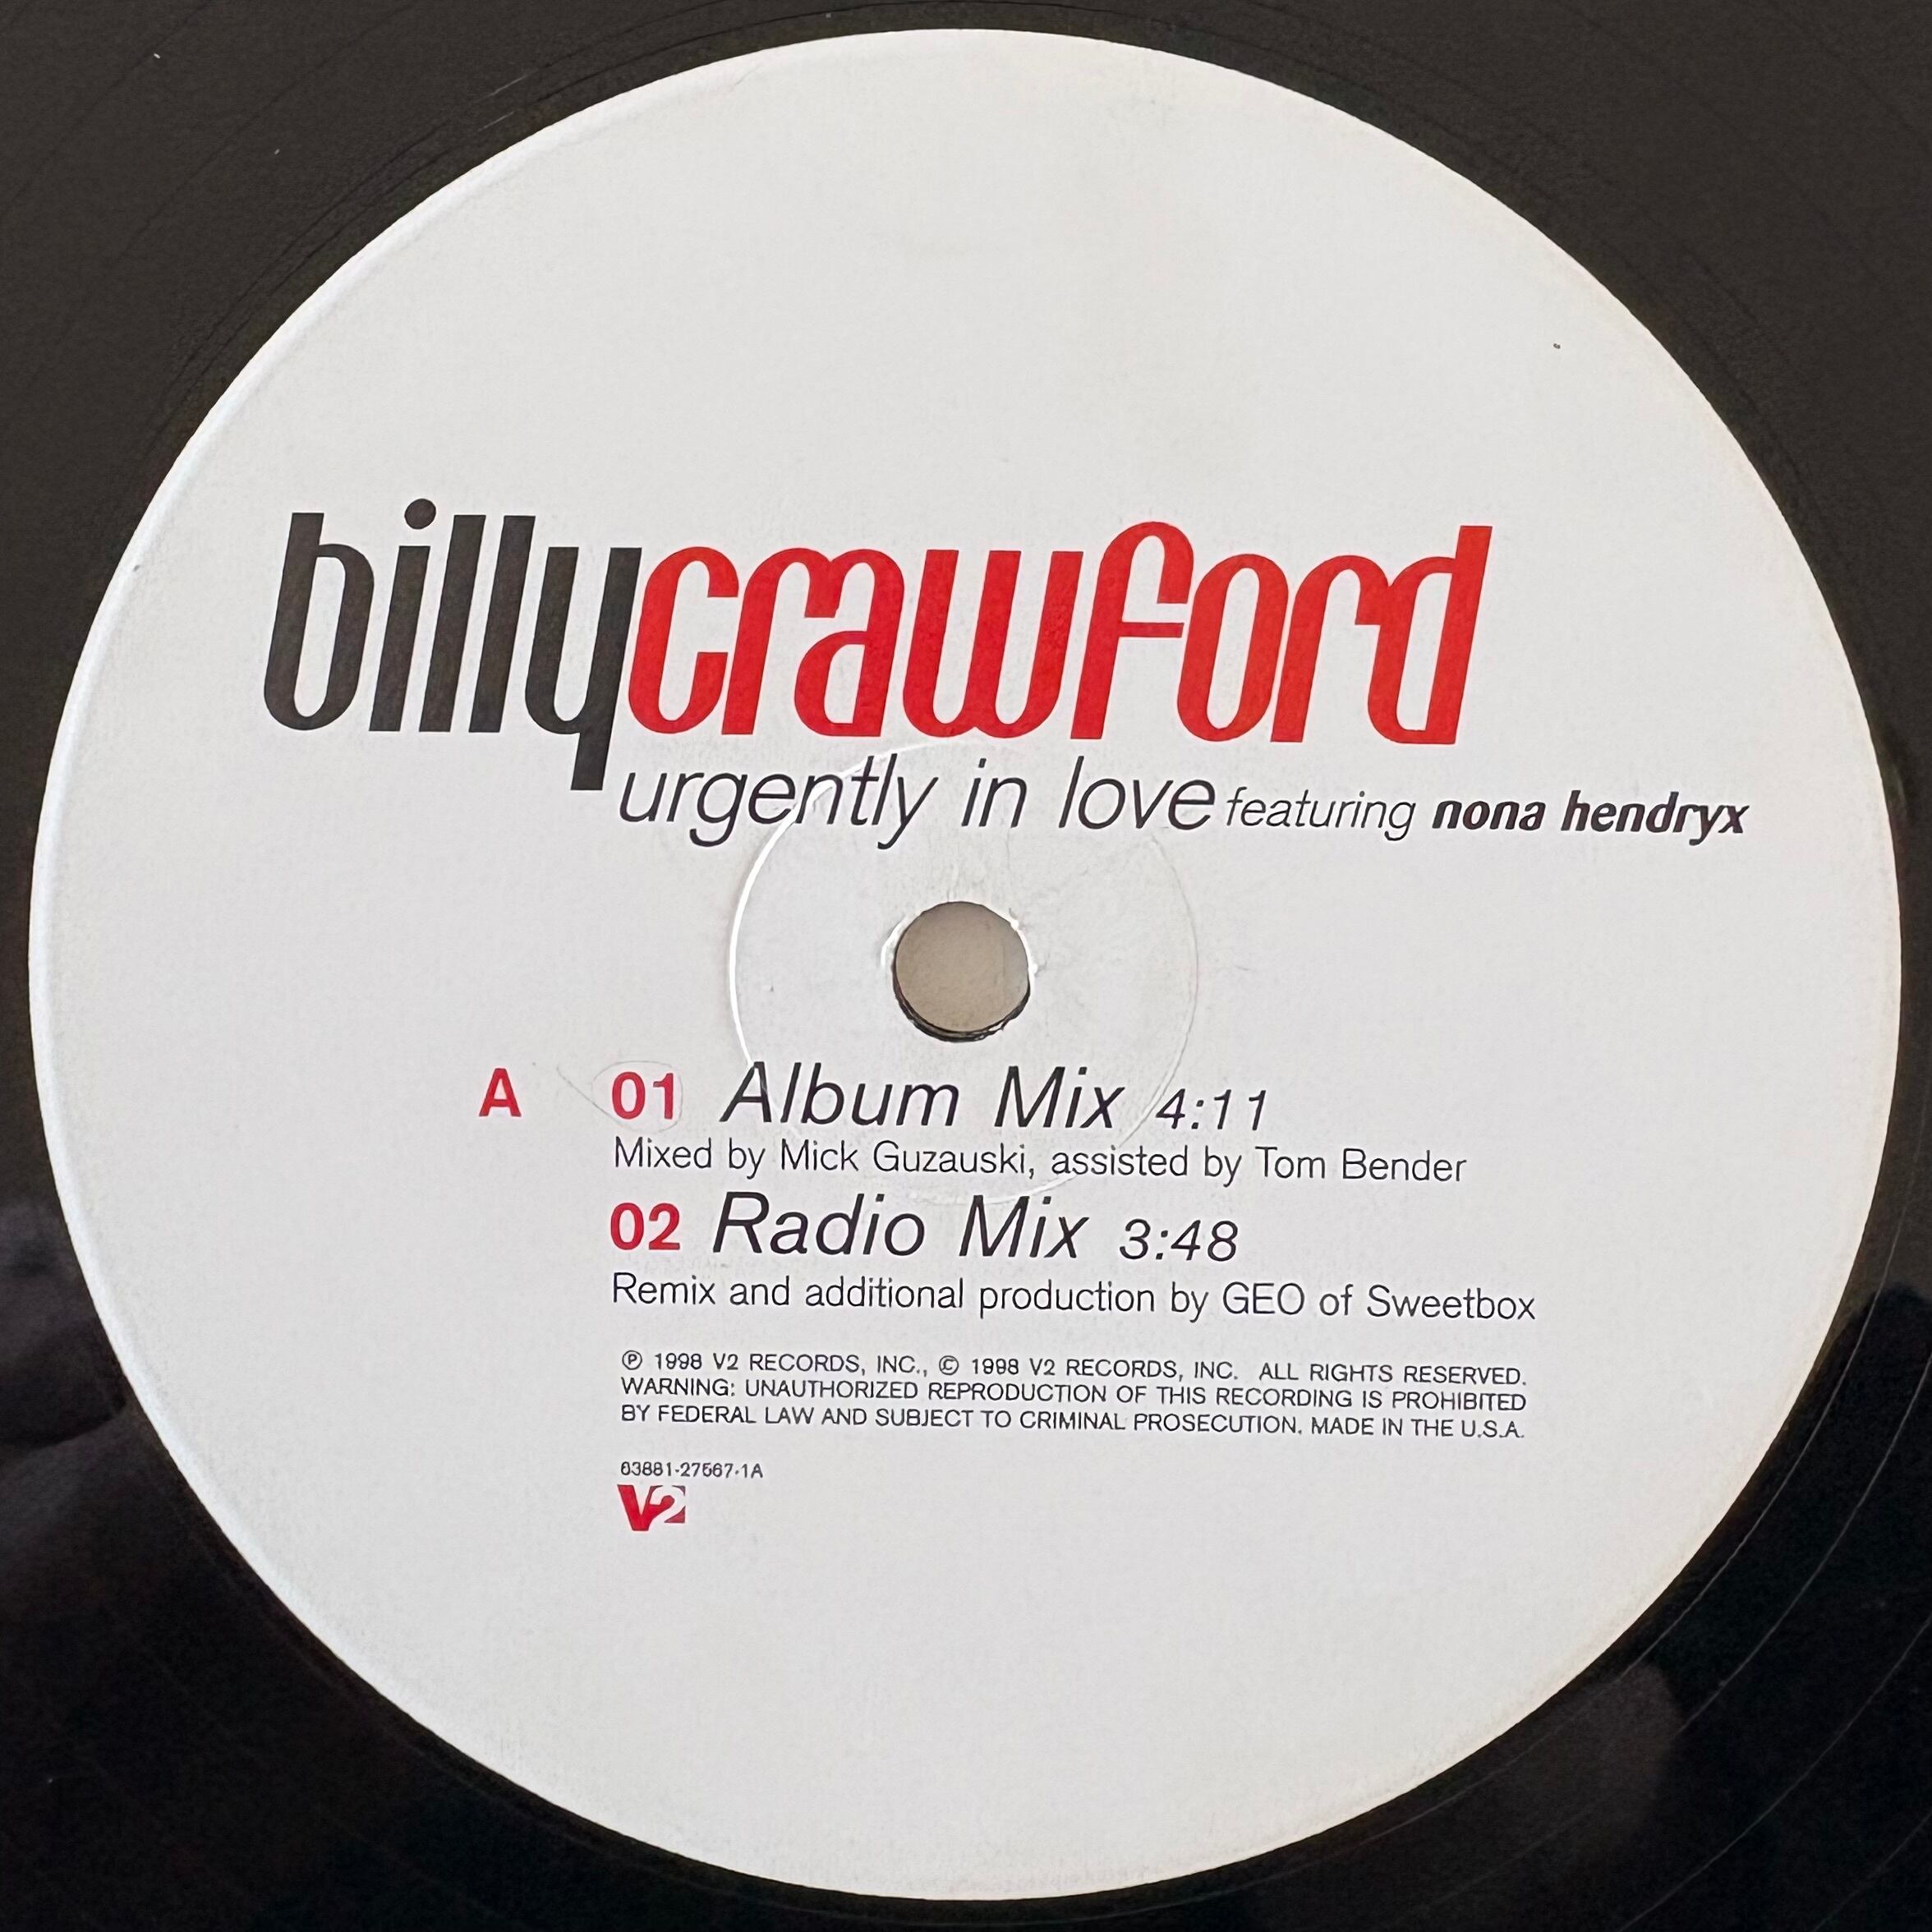 billycrawford
urgently in love featuring nona hendryx
A 01 Album Mix 4:11
Mixed by Mick Guzauski, assisted by Tom Bender
02 Radio Mix 3:48
Remix and additional production by GEO of Sweetbox
℗ 1998 V2 RECORDS, INC., © 1998 V2 RECORDS, INC. ALL RIGHTS RESERVED.
WARNING: UNAUTHORIZED REPRODUCTION OF THIS RECORDING IS PROHIBITED
BY FEDERAL LAW AND SUBJECT TO CRIMINAL PROSECUTION. MADE IN THE U.S.A.
63881-27567-1A
V2